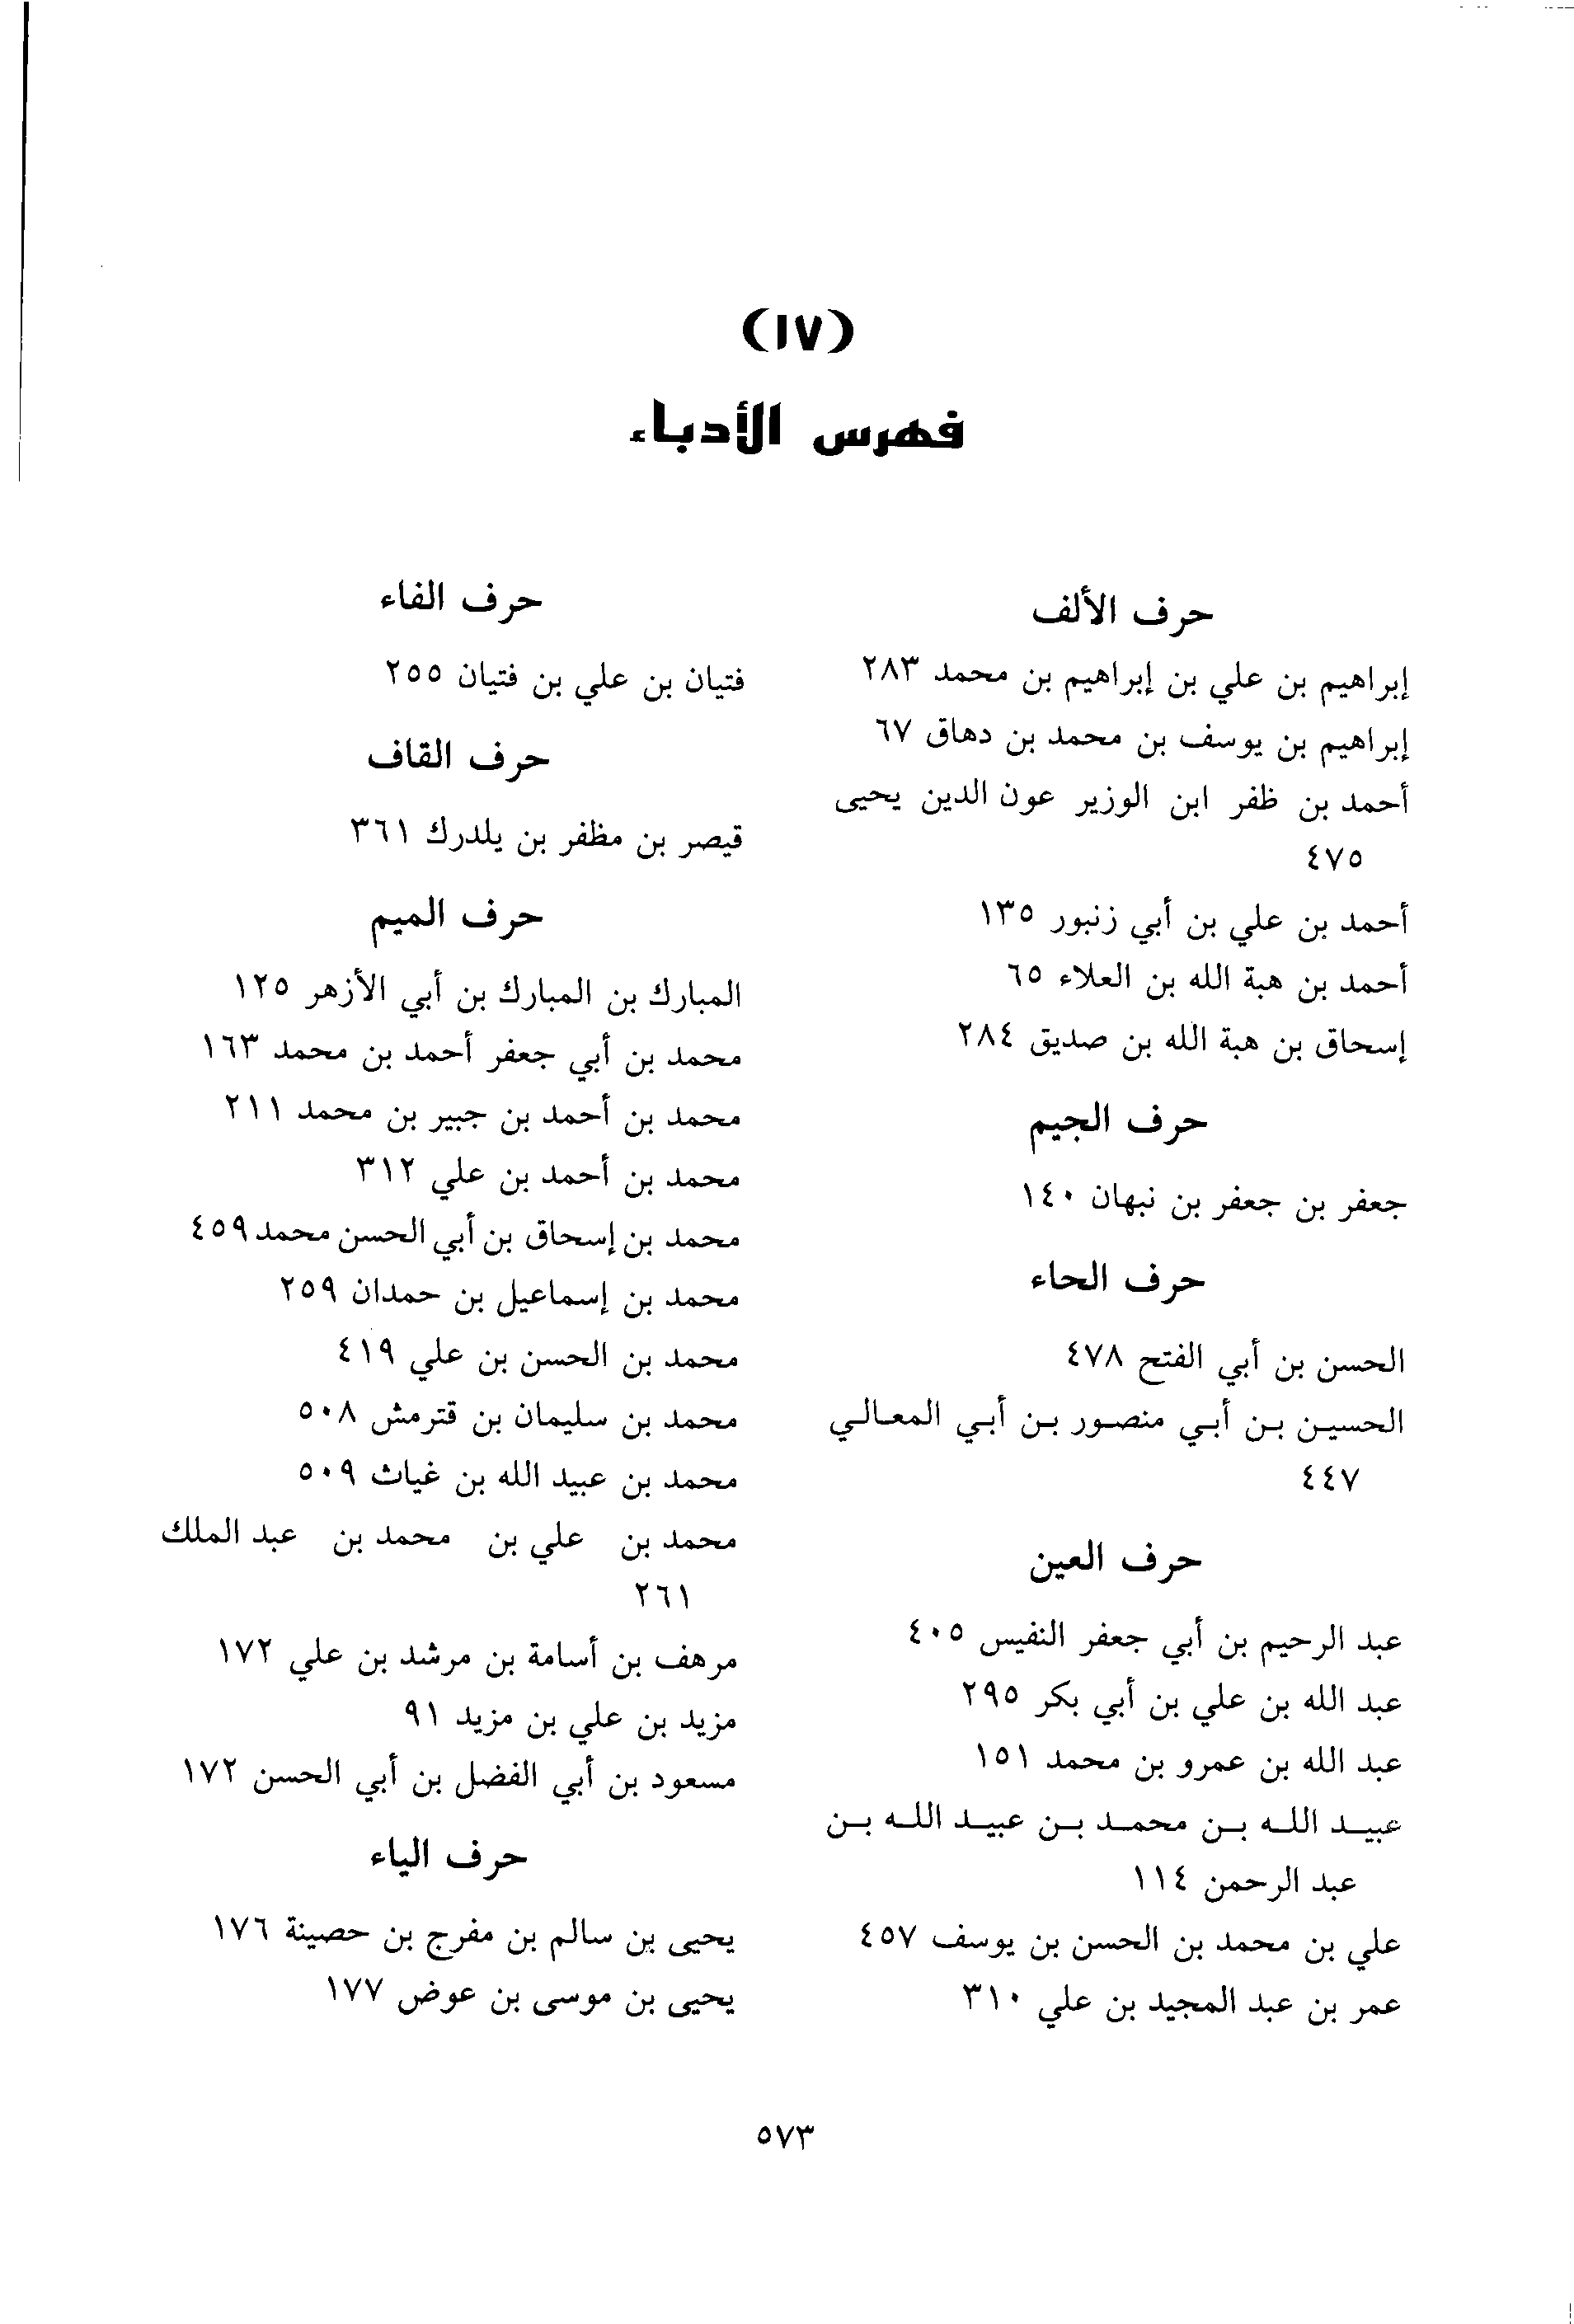 (١٧)
فهرس الأدباء
حرف الألف
إبراهيم بن علي بن إبراهيم بن محمد ٢٨٣
إبراهيم بن يوسف بن محمد بن دهاق ٦٧
أحمد بن ظفر ابن الوزير عون الدين يحيى
٤٧٥
أحمد بن علي بن أبي زنبور ١٣٥
أحمد بن هبة الله بن العلاء ٦٥
إسحاق بن هبة الله بن صديق ٢٨٤
حرف الجيم
جعفر بن جعفر بن نبهان ١٤٠
حرف الحاء
الحسن بن أبي الفتح ٤٧٨
الحسين بن أبي منصور بن أبي المعالي
٤٤٧
حرف العين
عبد الرحيم بن أبي جعفر النفيس ٤٠٥
عبد الله بن علي بن أبي بكر ٢٩٥
عبد الله بن عمرو بن محمد ١٥١
عبيد الله بن محمد بن عبيد الله بن
عبد الرحمن ١١٤
علي بن محمد بن الحسن بن يوسف ٤٥٧
عمر بن عبد المجيد بن علي ٣١٠
حرف الفاء
فتيان بن علي بن فتيان ٢٥٥
حرف القاف
قيصر بن مظفر بن يلدرك ٣٦١
حرف الميم
المبارك بن المبارك بن أبي الأزهر ١٢٥
محمد بن أبي جعفر أحمد بن محمد ١٦٣
محمد بن أحمد بن جبير بن محمد ٢١١
محمد بن أحمد بن علي ٣١٢
محمد بن إسحاق بن أبي الحسن محمد ٤٥٩
محمد بن إسماعيل بن حمدان ٢٥٩
محمد بن الحسن بن علي ٤١٩
محمد بن سليمان بن قترمش ٥٠٨
محمد بن عبيد الله بن غياث ٥٠٩
محمد بن علي بن محمد بن عبد الملك
٢٦١
مرهف بن أسامة بن مرشد بن علي ١٧٢
مزيد بن علي بن مزيد ٩١
مسعود بن أبي الفضل بن أبي الحسن ١٧٢
حرف الياء
يحيى بن سالم بن مفرج بن حصينة ١٧٦
يحيى بن موسى بن عوض ١٧٧
٥٧٣